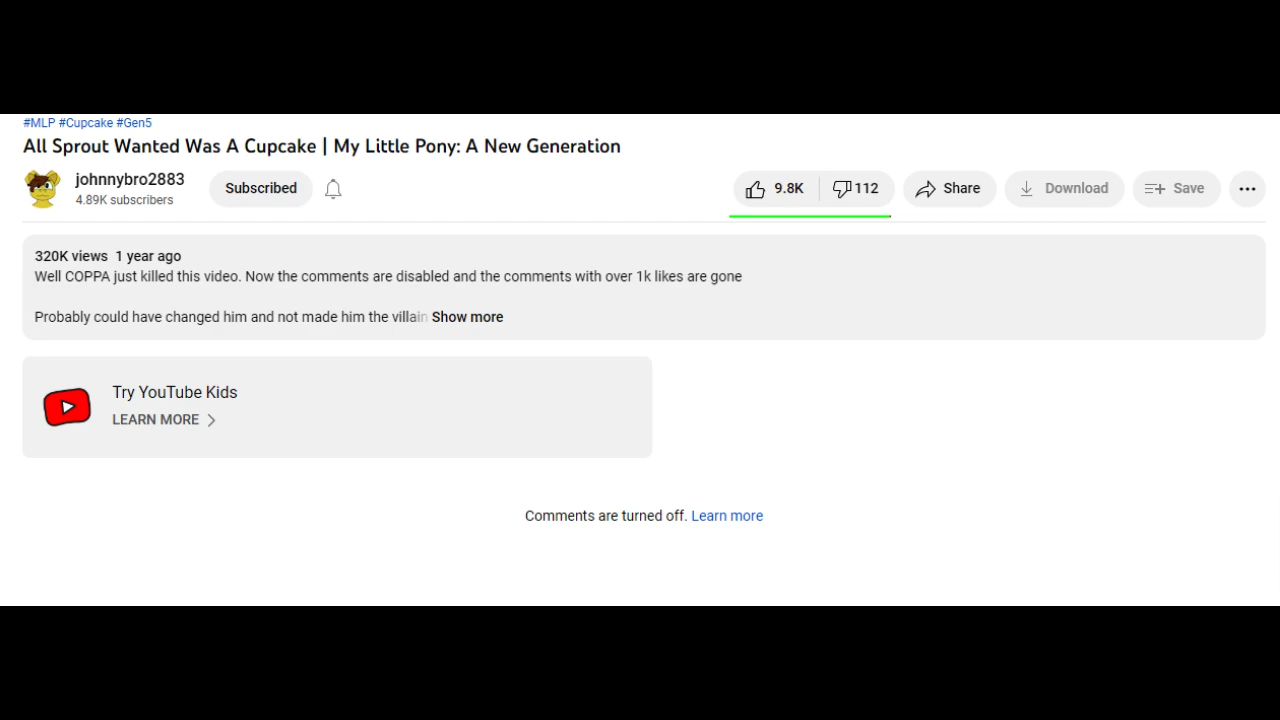 #MLP #Cupcake #Gen5
All Sprout Wanted Was A Cupcake | My Little Pony: A New Generation
johnnybro2883
4.89K subscribers
Subscribed
9.8K
112
Share
Download
Save
320K views 1 year ago
Well COPPA just killed this video. Now the comments are disabled and the comments with over 1k likes are gone
Probably could have changed him and not made him the villain Show more
Try YouTube Kids
LEARN MORE
Comments are turned off. Learn more